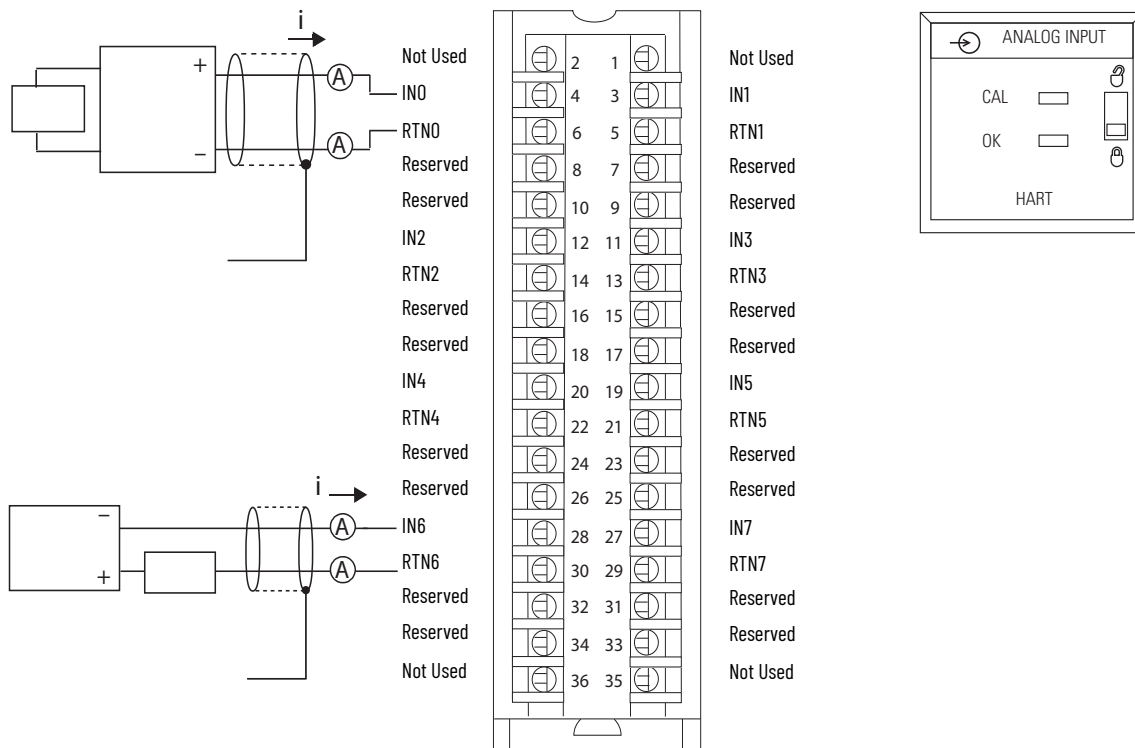 i
+
−
A
A
Not Used 2 1 Not Used
IN0 4 3 IN1
RTN0 6 5 RTN1
Reserved 8 7 Reserved
Reserved 10 9 Reserved
IN2 12 11 IN3
RTN2 14 13 RTN3
Reserved 16 15 Reserved
Reserved 18 17 Reserved
IN4 20 19 IN5
RTN4 22 21 RTN5
Reserved 24 23 Reserved
Reserved 26 25 Reserved
IN6 28 27 IN7
RTN6 30 29 RTN7
Reserved 32 31 Reserved
Reserved 34 33 Reserved
Not Used 36 35 Not Used
i
−
A
+
A
ANALOG INPUT
CAL
OK
HART